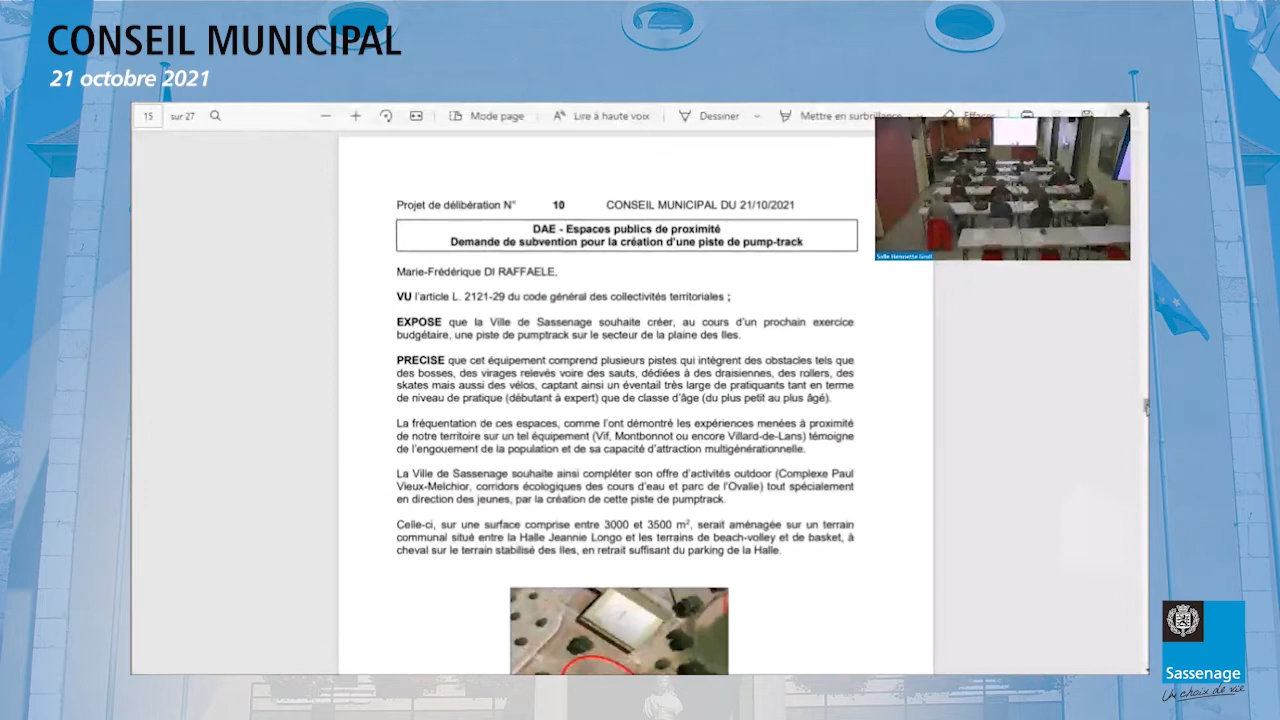 CONSEIL MUNICIPAL
21 octobre 2021
15 sur 27 Mode page Lire à haute voix Dessiner Mettre en surbrillance Effacer
Projet de délibération N° 10 CONSEIL MUNICIPAL DU 21/10/2021
DAE - Espaces publics de proximité
Demande de subvention pour la création d'une piste de pump-track
Marie-Frédérique DI RAFFAELE,
VU l'article L. 2121-29 du code général des collectivités territoriales ;
EXPOSE que la Ville de Sassenage souhaite créer, au cours d'un prochain exercice
budgétaire, une piste de pumptrack sur le secteur de la plaine des Iles.
PRECISE que cet équipement comprend plusieurs pistes qui intègrent des obstacles tels que
des bosses, des virages relevés voire des sauts, dédiées à des draisiennes, des rollers, des
skates mais aussi des vélos, captant ainsi un éventail très large de pratiquants tant en terme
de niveau de pratique (débutant à expert) que de classe d'âge (du plus petit au plus âgé).
La fréquentation de ces espaces, comme l'ont démontré les expériences menées à proximité
de notre territoire sur un tel équipement (Vif, Montbonnot ou encore Villard-de-Lans) témoigne
de l'engouement de la population et de sa capacité d'attraction multigénérationnelle.
La Ville de Sassenage souhaite ainsi compléter son offre d'activités outdoor (Complexe Paul
Vieux-Melchior, corridors écologiques des cours d'eau et parc de l'Ovalie) tout spécialement
en direction des jeunes, par la création de cette piste de pumptrack.
Celle-ci, sur une surface comprise entre 3000 et 3500 m², serait aménagée sur un terrain
communal situé entre la Halle Jeannie Longo et les terrains de beach-volley et de basket, à
cheval sur le terrain stabilisé des Iles, en retrait suffisant du parking de la Halle.
Sassenage
Un choix de vie